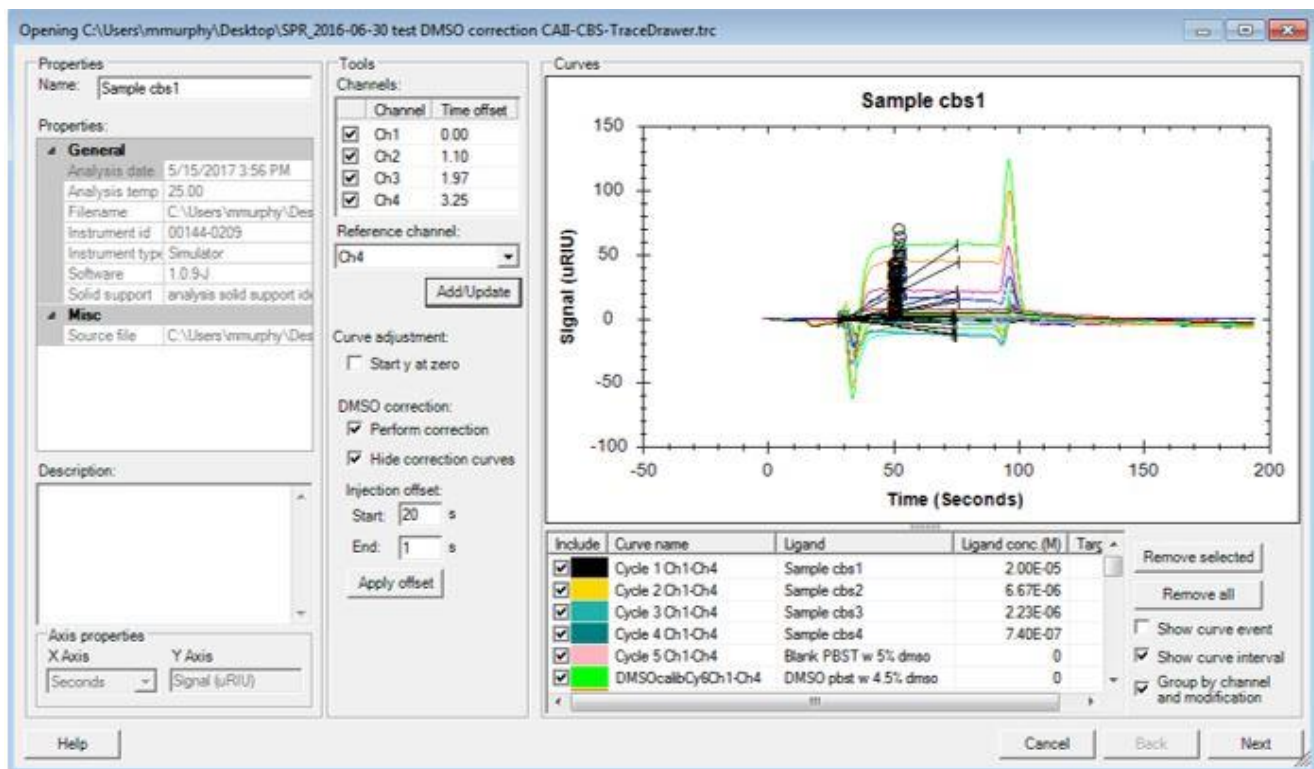 Opening C:\Users\mmurphy\Desktop\SPR_2016-06-30 test DMSO correction CAII-CBS-TraceDrawer.trc
Properties
Name: Sample cbs1
Properties:
General
Analysis date 5/15/2017 3:56 PM
Analysis temp 25.00
Filename C:\Users\mmurphy\Des
Instrument id 00144-0209
Instrument type Simulator
Software 1.0.9-J
Solid support analysis solid support ide
Misc
Source file C:\Users\mmurphy\Des
Description:
Axis properties
X Axis Y Axis
Seconds Signal (uRIU)
Tools
Channels:
Channel Time offset
Ch1 0.00
Ch2 1.10
Ch3 1.97
Ch4 3.25
Reference channel:
Ch4
Add/Update
Curve adjustment:
Start y at zero
DMSO correction:
Perform correction
Hide correction curves
Injection offset:
Start: 20 s
End: 1 s
Apply offset
Curves
Sample cbs1
150
100
50
0
-50
-100
Signal (uRIU)
-50 0 50 100 150 200
Time (Seconds)
Include Curve name Ligand Ligand conc.(M) Targ
Cycle 1 Ch1-Ch4 Sample cbs1 2.00E-05
Cycle 2 Ch1-Ch4 Sample cbs2 6.67E-06
Cycle 3 Ch1-Ch4 Sample cbs3 2.23E-06
Cycle 4 Ch1-Ch4 Sample cbs4 7.40E-07
Cycle 5 Ch1-Ch4 Blank PBST w 5% dmso 0
DMSOcalibCy6Ch1-Ch4 DMSO pbst w 4.5% dmso 0
Remove selected
Remove all
Show curve event
Show curve interval
Group by channel
and modification
Help
Cancel
Back
Next